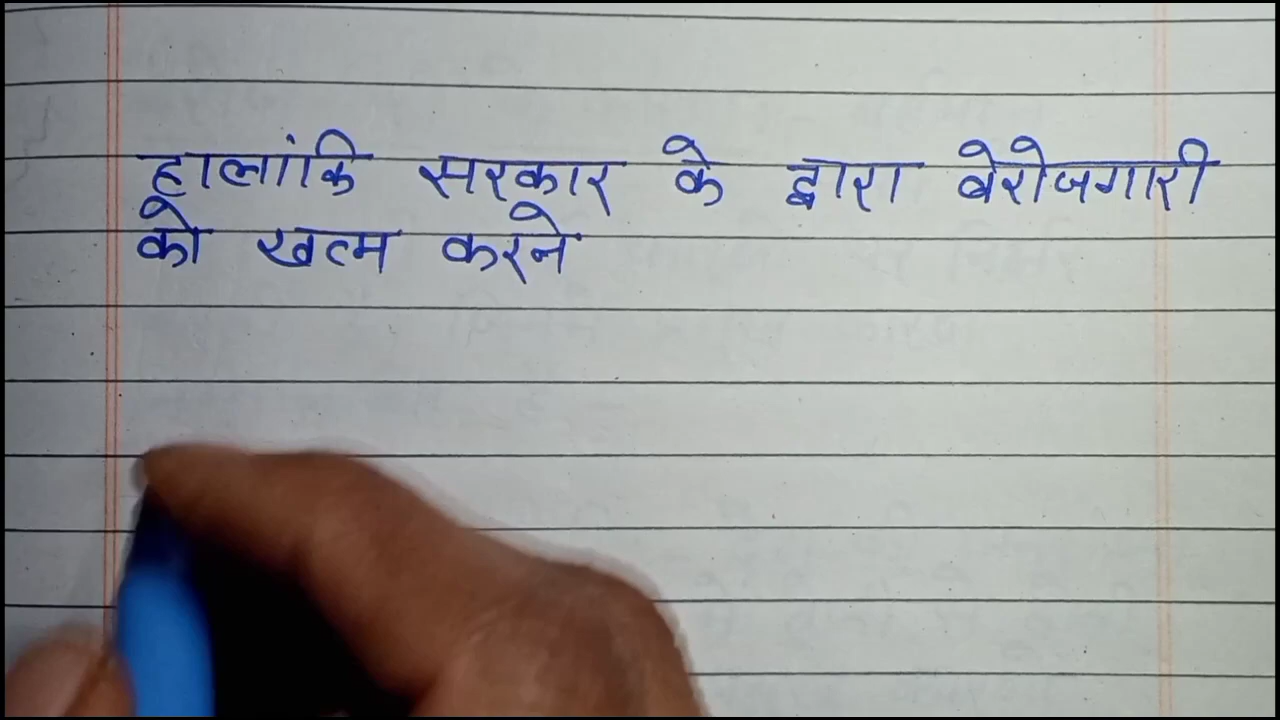 हालांकि सरकार के द्वारा बेरोजगारी
को खत्म करने